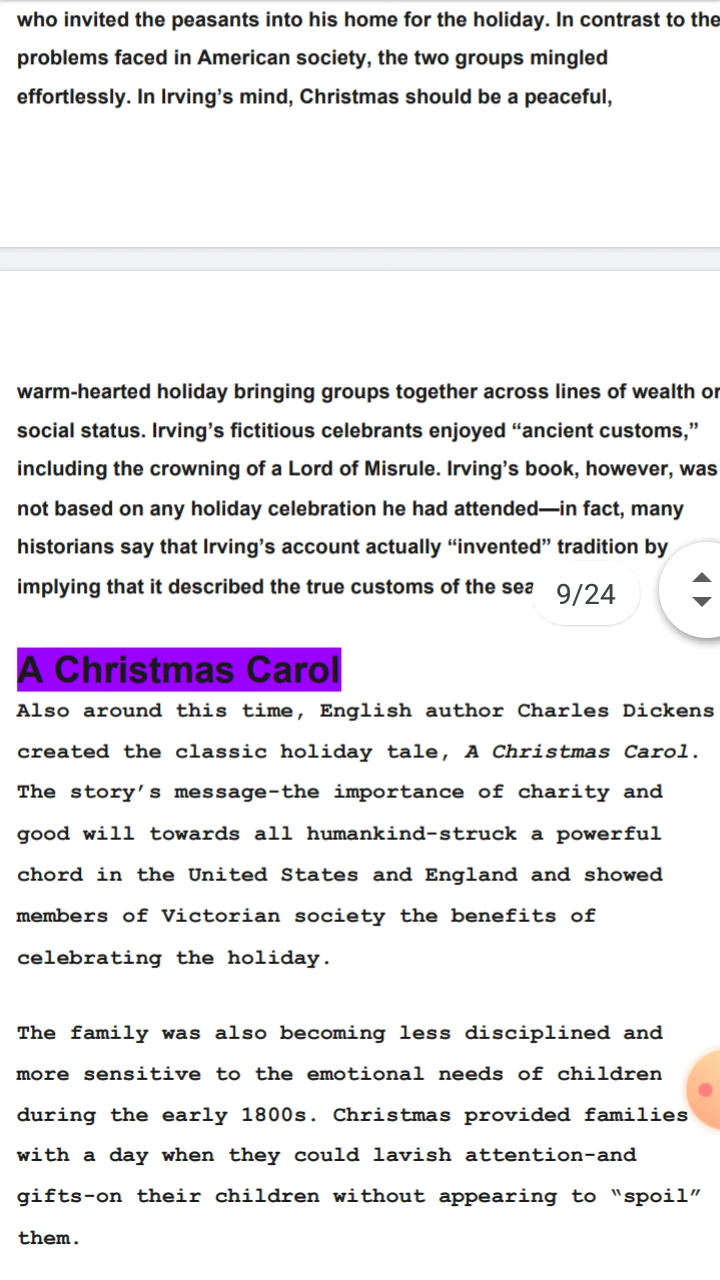 who invited the peasants into his home for the holiday. In contrast to the
problems faced in American society, the two groups mingled
effortlessly. In Irving’s mind, Christmas should be a peaceful,
warm-hearted holiday bringing groups together across lines of wealth or
social status. Irving’s fictitious celebrants enjoyed “ancient customs,”
including the crowning of a Lord of Misrule. Irving’s book, however, was
not based on any holiday celebration he had attended—in fact, many
historians say that Irving’s account actually “invented” tradition by
implying that it described the true customs of the sea
9/24
A Christmas Carol
Also around this time, English author Charles Dickens
created the classic holiday tale, A Christmas Carol.
The story’s message-the importance of charity and
good will towards all humankind-struck a powerful
chord in the United States and England and showed
members of Victorian society the benefits of
celebrating the holiday.
The family was also becoming less disciplined and
more sensitive to the emotional needs of children
during the early 1800s. Christmas provided families
with a day when they could lavish attention-and
gifts-on their children without appearing to “spoil”
them.